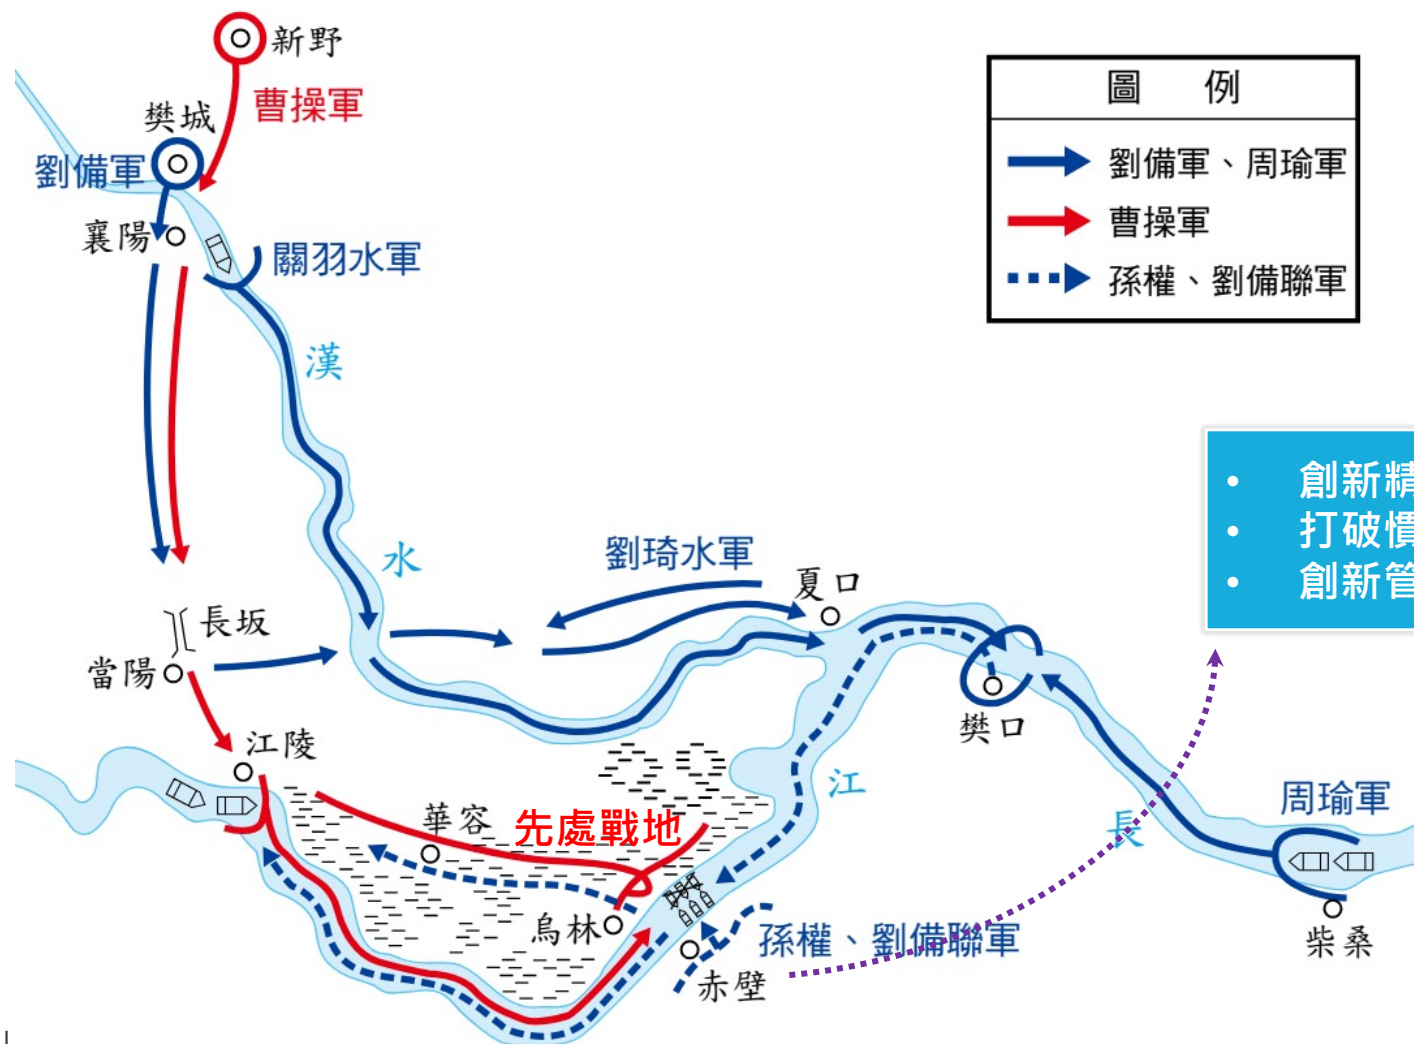 新野
曹操軍
樊城
劉備軍
襄陽
關羽水軍
圖 例
劉備軍、周瑜軍
曹操軍
孫權、劉備聯軍
漢
水
• 創新精
• 打破慣
• 創新管
劉琦水軍
夏口
長坂
當陽
樊口
江陵
江
長
周瑜軍
華容
先處戰地
烏林
孫權、劉備聯軍
赤壁
柴桑